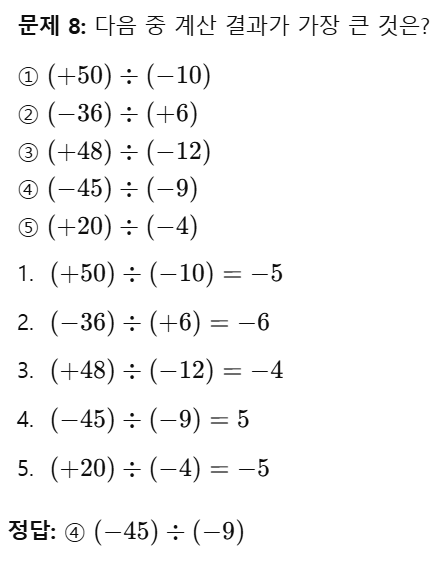 문제 8: 다음 중 계산 결과가 가장 큰 것은?
① (+50) ÷ (−10)
② (−36) ÷ (+6)
③ (+48) ÷ (−12)
④ (−45) ÷ (−9)
⑤ (+20) ÷ (−4)
1. (+50) ÷ (−10) = −5
2. (−36) ÷ (+6) = −6
3. (+48) ÷ (−12) = −4
4. (−45) ÷ (−9) = 5
5. (+20) ÷ (−4) = −5
정답: ④ (−45) ÷ (−9)